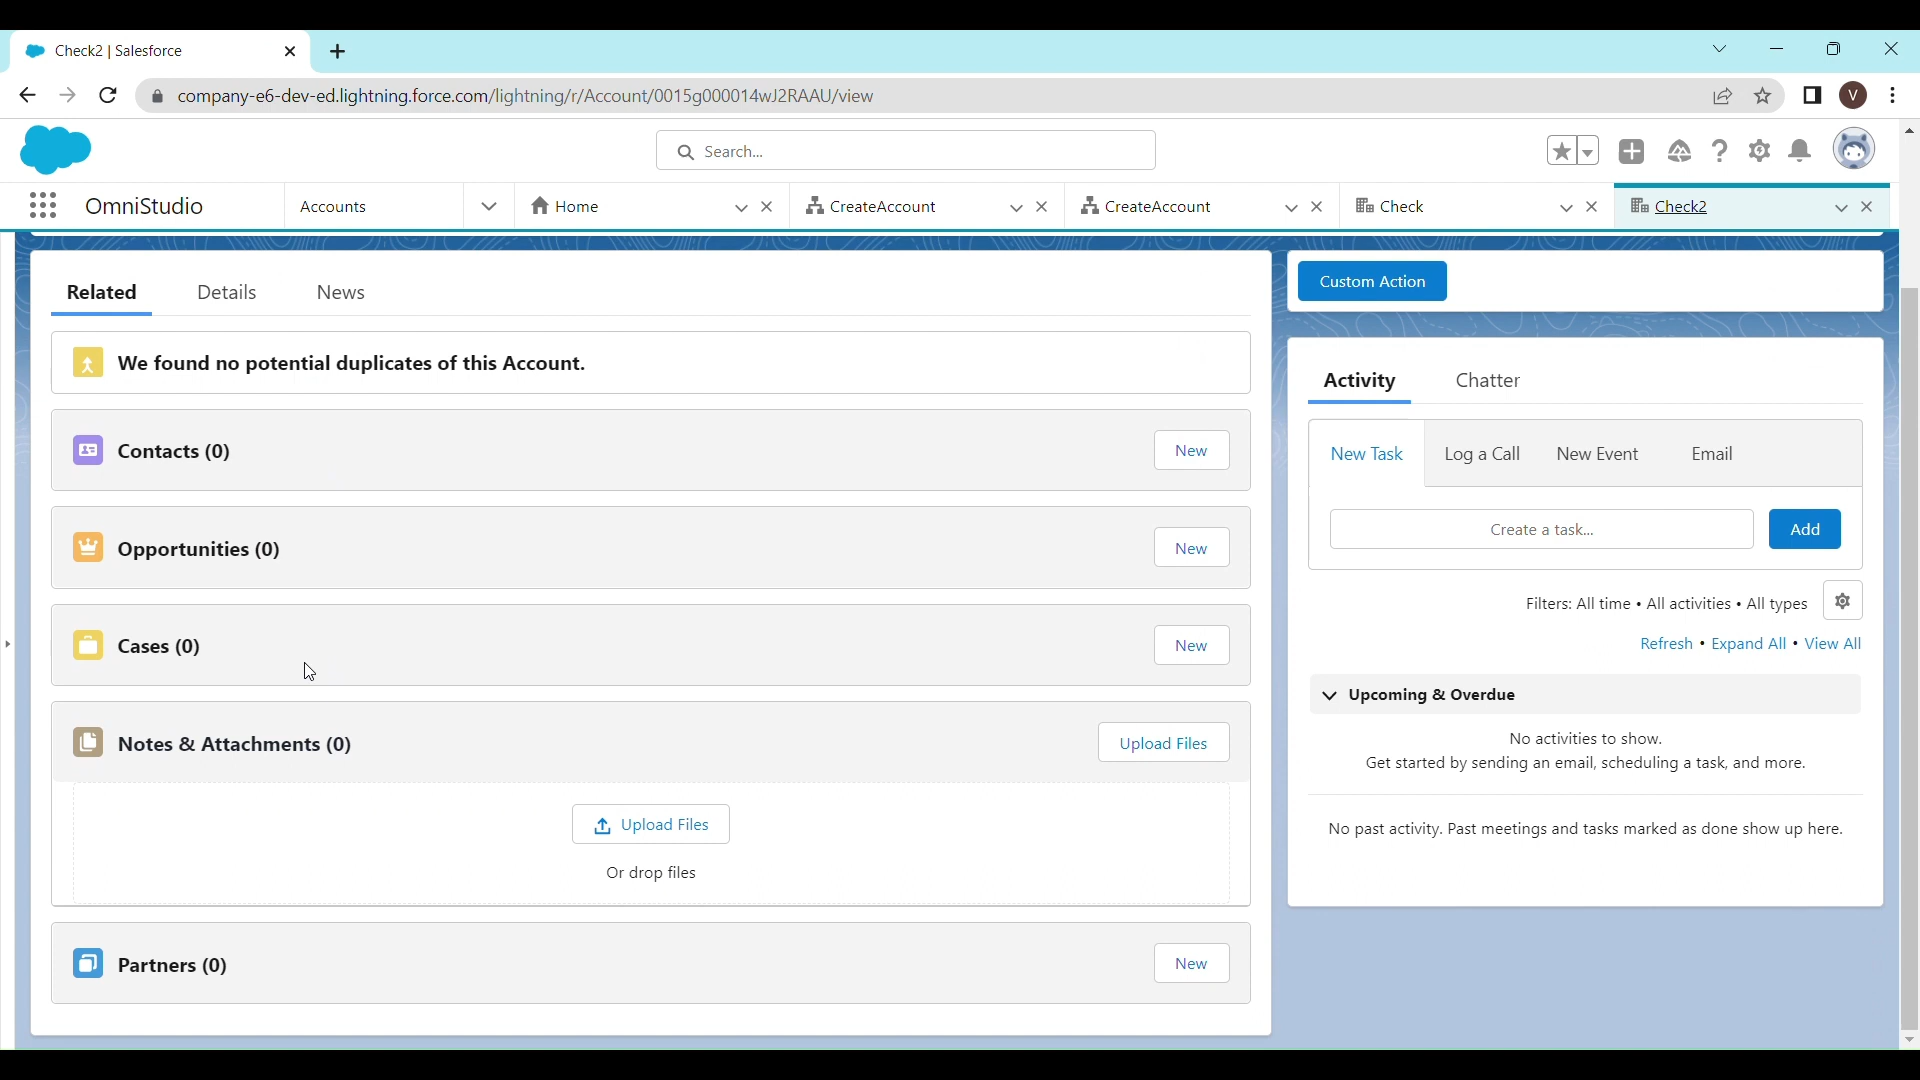 Check2 | Salesforce
company-e6-dev-ed.lightning.force.com/lightning/r/Account/0015g000014wJ2RAAU/view
V
Search...
OmniStudio
Accounts
Home
CreateAccount
CreateAccount
Check
Check2
Related
Details
News
We found no potential duplicates of this Account.
Contacts (0)
New
Opportunities (0)
New
Cases (0)
New
Notes & Attachments (0)
Upload Files
Upload Files
Or drop files
Partners (0)
New
Custom Action
Activity
Chatter
New Task
Log a Call
New Event
Email
Create a task...
Add
Filters: All time • All activities • All types
Refresh • Expand All • View All
Upcoming & Overdue
No activities to show.
Get started by sending an email, scheduling a task, and more.
No past activity. Past meetings and tasks marked as done show up here.